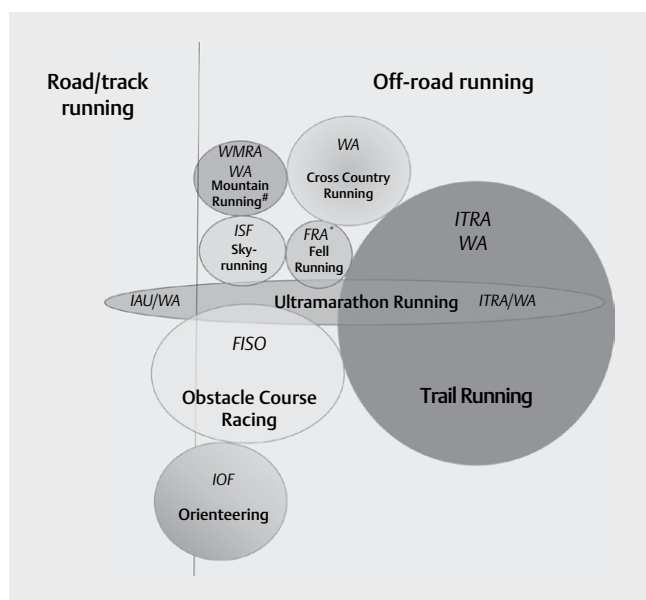 Road/track
running
Off-road running
WMRA
WA
Mountain
Running#
WA
Cross Country
Running
ISF
Sky-
running
FRA*
Fell
Running
ITRA
WA
IAU/WA
Ultramarathon Running
ITRA/WA
FISO
Obstacle Course
Racing
Trail Running
IOF
Orienteering